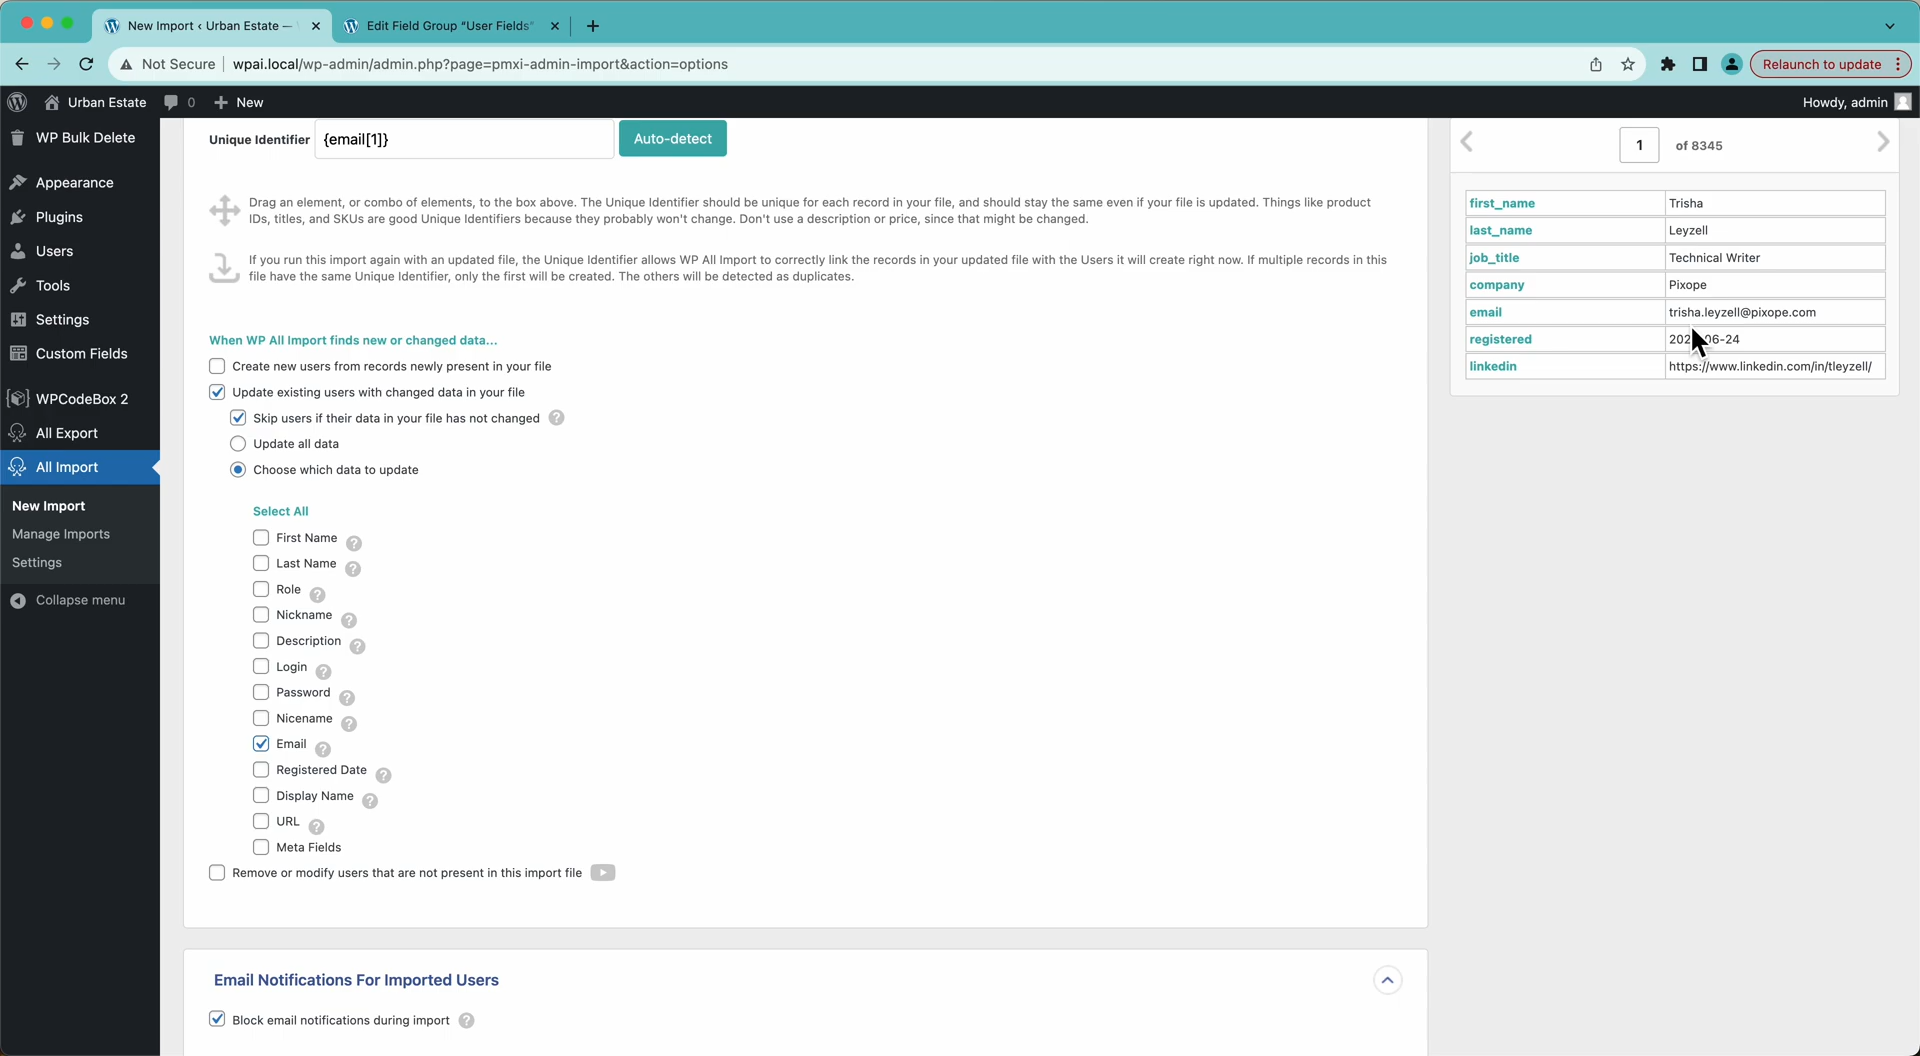 New Import ‹ Urban Estate —
Edit Field Group "User Fields"
Not Secure
wpai.local/wp-admin/admin.php?page=pmxi-admin-import&action=options
Relaunch to update
Urban Estate
0
New
Howdy, admin
WP Bulk Delete
Appearance
Plugins
Users
Tools
Settings
Custom Fields
WPCodeBox 2
All Export
All Import
New Import
Manage Imports
Settings
Collapse menu
Unique Identifier
{email[1]}
Auto-detect
Drag an element, or combo of elements, to the box above. The Unique Identifier should be unique for each record in your file, and should stay the same even if your file is updated. Things like product
IDs, titles, and SKUs are good Unique Identifiers because they probably won't change. Don't use a description or price, since that might be changed.
If you run this import again with an updated file, the Unique Identifier allows WP All Import to correctly link the records in your updated file with the Users it will create right now. If multiple records in this
file have the same Unique Identifier, only the first will be created. The others will be detected as duplicates.
When WP All Import finds new or changed data...
Create new users from records newly present in your file
Update existing users with changed data in your file
Skip users if their data in your file has not changed ?
Update all data
Choose which data to update
Select All
First Name ?
Last Name ?
Role ?
Nickname ?
Description ?
Login ?
Password ?
Nicename ?
Email ?
Registered Date ?
Display Name ?
URL ?
Meta Fields
Remove or modify users that are not present in this import file
Email Notifications For Imported Users
Block email notifications during import ?
1 of 8345
first_name Trisha
last_name Leyzell
job_title Technical Writer
company Pixope
email trisha.leyzell@pixope.com
registered
linkedin https://www.linkedin.com/in/tleyzell/